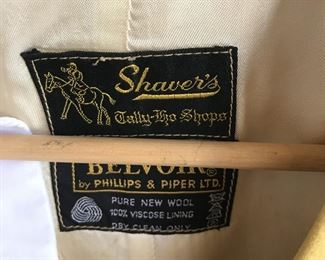 Shaver's
Tally-Ho Shops
BELVOIR
by PHILLIPS & PIPER LTD.
PURE NEW WOOL
100% VISCOSE LINING
DRY CLEAN ONLY